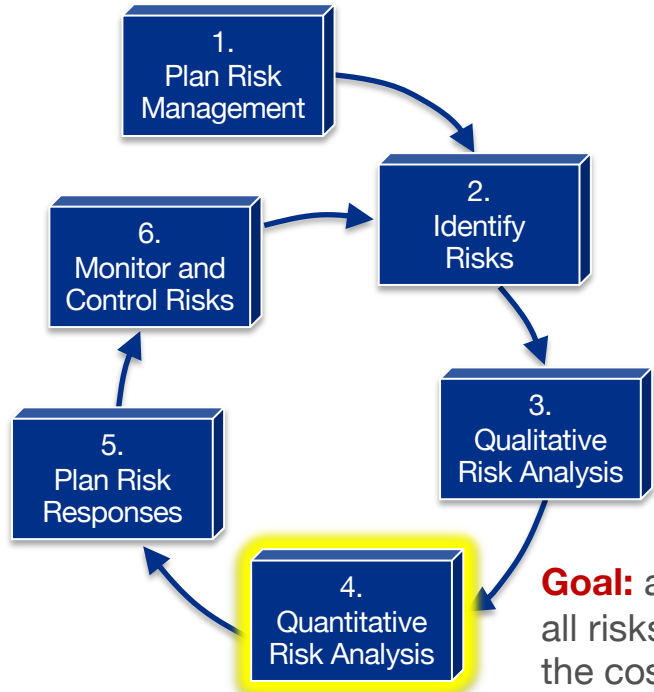 1.
Plan Risk
Management
2.
Identify
Risks
3.
Qualitative
Risk Analysis
4.
Quantitative
Risk Analysis
5.
Plan Risk
Responses
6.
Monitor and
Control Risks
Goal: a
all risks
the cos